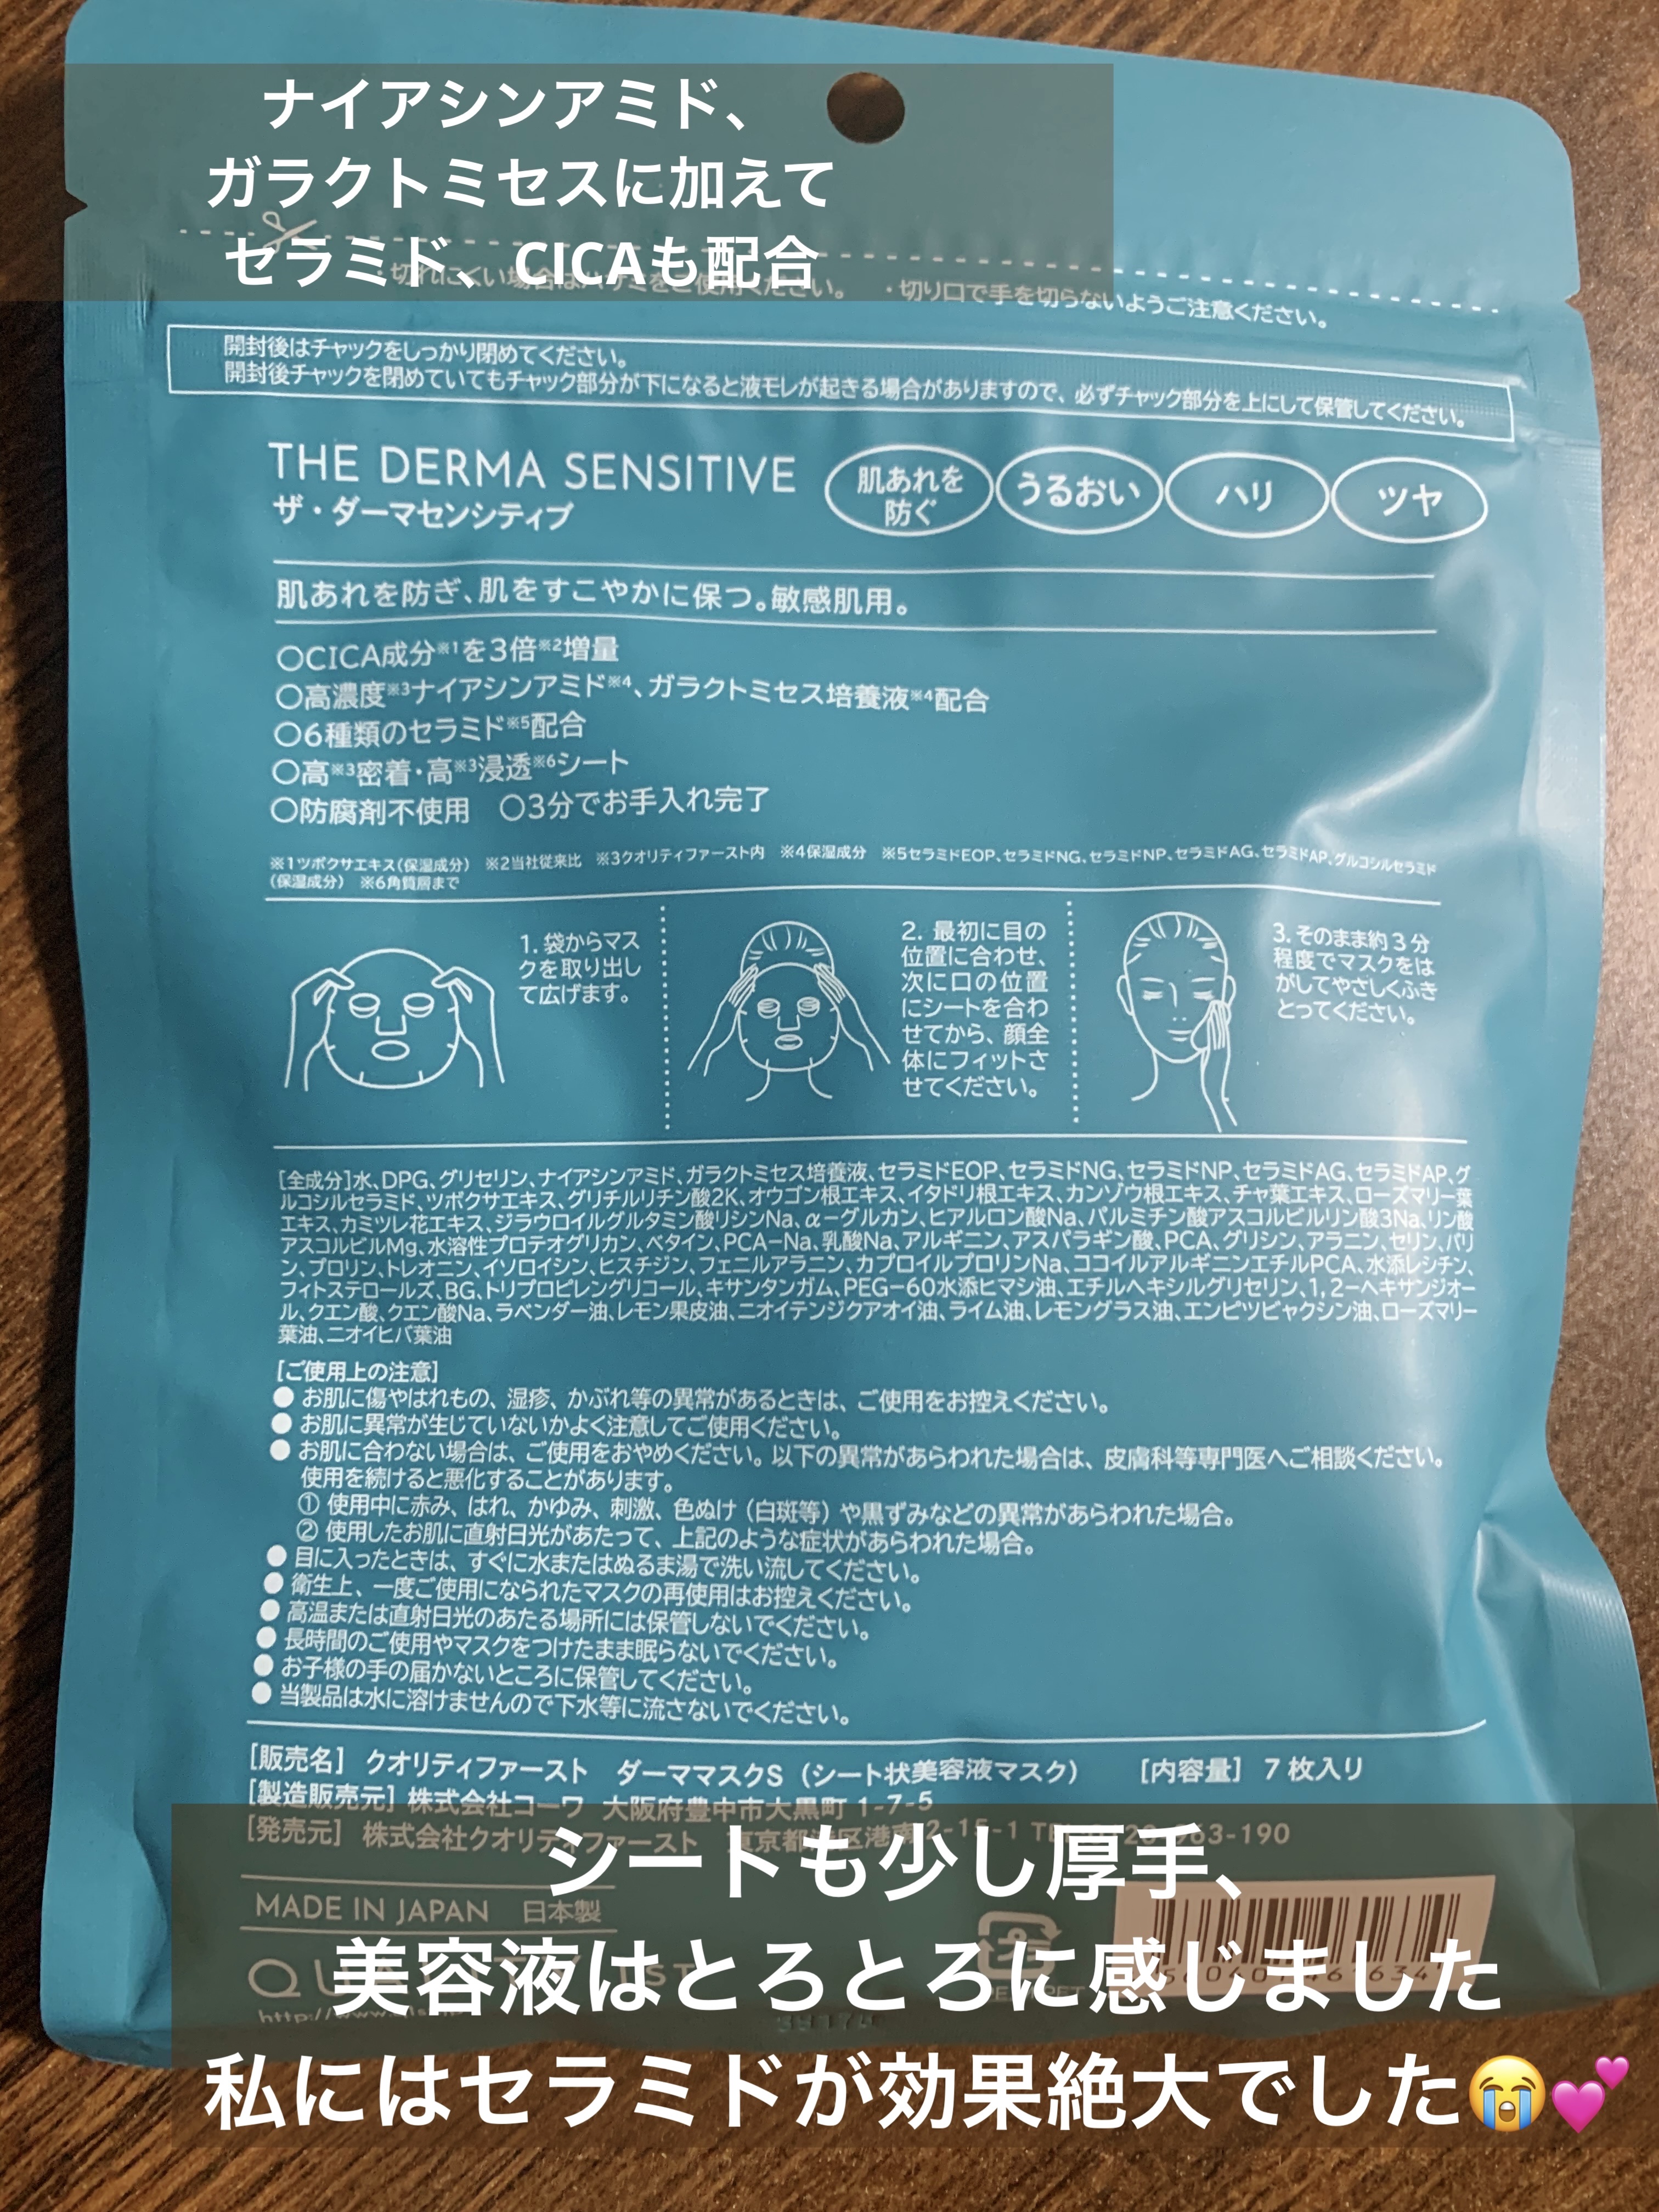 ナイアシンアミド、
ガラクトミセスに加えて
セラミド、CICAも配合
・切れにくい場合はハサミをご使用ください。 ・切り口で手を切らないようご注意ください。
開封後はチャックをしっかり閉めてください。
開封後チャックを閉めていてもチャック部分が下になると液モレが起きる場合がありますので、必ずチャック部分を上にして保管してください。
THE DERMA SENSITIVE
ザ・ダーマセンシティブ
肌あれを
防ぐ
うるおい
ハリ
ツヤ
肌あれを防ぎ、肌をすこやかに保つ。敏感肌用。
○CICA成分※1を3倍※2増量
○高濃度※3ナイアシンアミド※4、ガラクトミセス培養液※4配合
○6種類のセラミド※5配合
○高※3密着・高※3浸透※6シート
○防腐剤不使用 ○3分でお手入れ完了
※1ツボクサエキス(保湿成分) ※2当社従来比 ※3クオリティファースト内 ※4保湿成分 ※5セラミドEOP、セラミドNG、セラミドNP、セラミドAG、セラミドAP、グルコシルセラミド
(保湿成分) ※6角質層まで
1. 袋からマス
クを取り出し
て広げます。
2. 最初に目の
位置に合わせ、
次に口の位置
にシートを合わ
せてから、顔全
体にフィットさ
せてください。
3. そのまま約3分
程度でマスクをは
がしてやさしくふき
とってください。
[全成分]水、DPG、グリセリン、ナイアシンアミド、ガラクトミセス培養液、セラミドEOP、セラミドNG、セラミドNP、セラミドAG、セラミドAP、グ
ルコシルセラミド、ツボクサエキス、グリチルリチン酸2K、オウゴン根エキス、イタドリ根エキス、カンゾウ根エキス、チャ葉エキス、ローズマリー葉
エキス、カミツレ花エキス、ジラウロイルグルタミン酸リシンNa、α-グルカン、ヒアルロン酸Na、パルミチン酸アスコルビルリン酸3Na、リン酸
アスコルビルMg、水溶性プロテオグリカン、ベタイン、PCA-Na、乳酸Na、アルギニン、アスパラギン酸、PCA、グリシン、アラニン、セリン、バリ
ン、プロリン、トレオニン、イソロイシン、ヒスチジン、フェニルアラニン、カプロイルプロリンNa、ココイルアルギニンエチルPCA、水添レシチン、
フィトステロールズ、BG、トリプロピレングリコール、キサンタンガム、PEG-60水添ヒマシ油、エチルヘキシルグリセリン、1,2-ヘキサンジオー
ル、クエン酸、クエン酸Na、ラベンダー油、レモン果皮油、ニオイテンジクアオイ油、ライム油、レモングラス油、エンピツビャクシン油、ローズマリー
葉油、ニオイヒバ葉油
[ご使用上の注意]
● お肌に傷やはれもの、湿疹、かぶれ等の異常があるときは、ご使用をお控えください。
● お肌に異常が生じていないかよく注意してご使用ください。
● お肌に合わない場合は、ご使用をおやめください。以下の異常があらわれた場合は、皮膚科等専門医へご相談ください。
使用を続けると悪化することがあります。
① 使用中に赤み、はれ、かゆみ、刺激、色ぬけ(白斑等)や黒ずみなどの異常があらわれた場合。
② 使用したお肌に直射日光があたって、上記のような症状があらわれた場合。
● 目に入ったときは、すぐに水またはぬるま湯で洗い流してください。
● 衛生上、一度ご使用になられたマスクの再使用はお控えください。
● 高温または直射日光のあたる場所には保管しないでください。
● 長時間のご使用やマスクをつけたまま眠らないでください。
● お子様の手の届かないところに保管してください。
● 当製品は水に溶けませんので下水等に流さないでください。
[販売名] クオリティファースト ダーママスクS(シート状美容液マスク) [内容量] 7枚入り
[製造販売元] 株式会社コーワ 大阪府豊中市大黒町 1-7-5
[発売元] 株式会社クオリティファースト 東京都港区港南 2-15-1
シートも少し厚手、
MADE IN JAPAN 日本製
美容液はとろとろに感じました
私にはセラミドが効果絶大でした😭💕